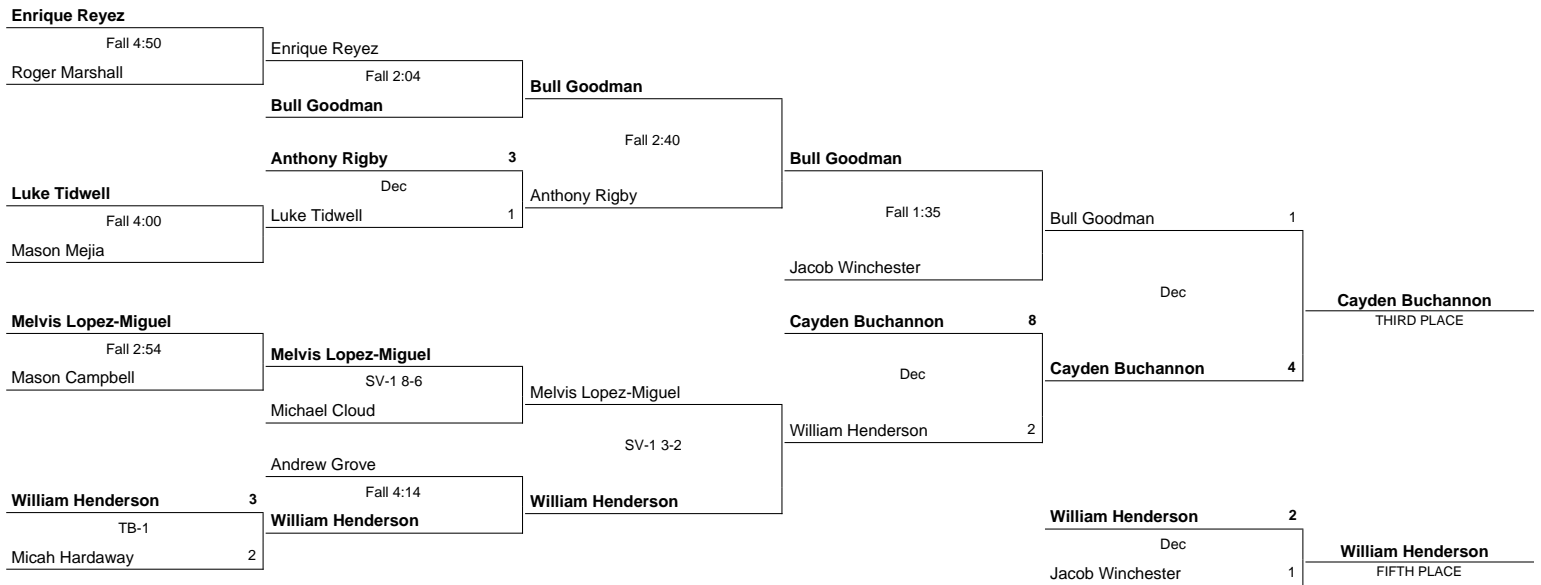 Enrique Reyez
Fall 4:50
Roger Marshall
Luke Tidwell
Fall 4:00
Mason Mejia
Melvis Lopez-Miguel
Fall 2:54
Mason Campbell
William Henderson 3
TB-1
Micah Hardaway 2
Enrique Reyez
Fall 2:04
Bull Goodman
Anthony Rigby 3
Dec
Luke Tidwell 1
Melvis Lopez-Miguel
SV-1 8-6
Michael Cloud
Andrew Grove
Fall 4:14
William Henderson
Bull Goodman
Fall 2:40
Anthony Rigby
Melvis Lopez-Miguel
SV-1 3-2
William Henderson
Bull Goodman
Fall 1:35
Jacob Winchester
Cayden Buchannon 8
Dec
William Henderson 2
Bull Goodman 1
Dec
Cayden Buchannon 4
Cayden Buchannon
THIRD PLACE
William Henderson 2
Dec
Jacob Winchester 1
William Henderson
FIFTH PLACE